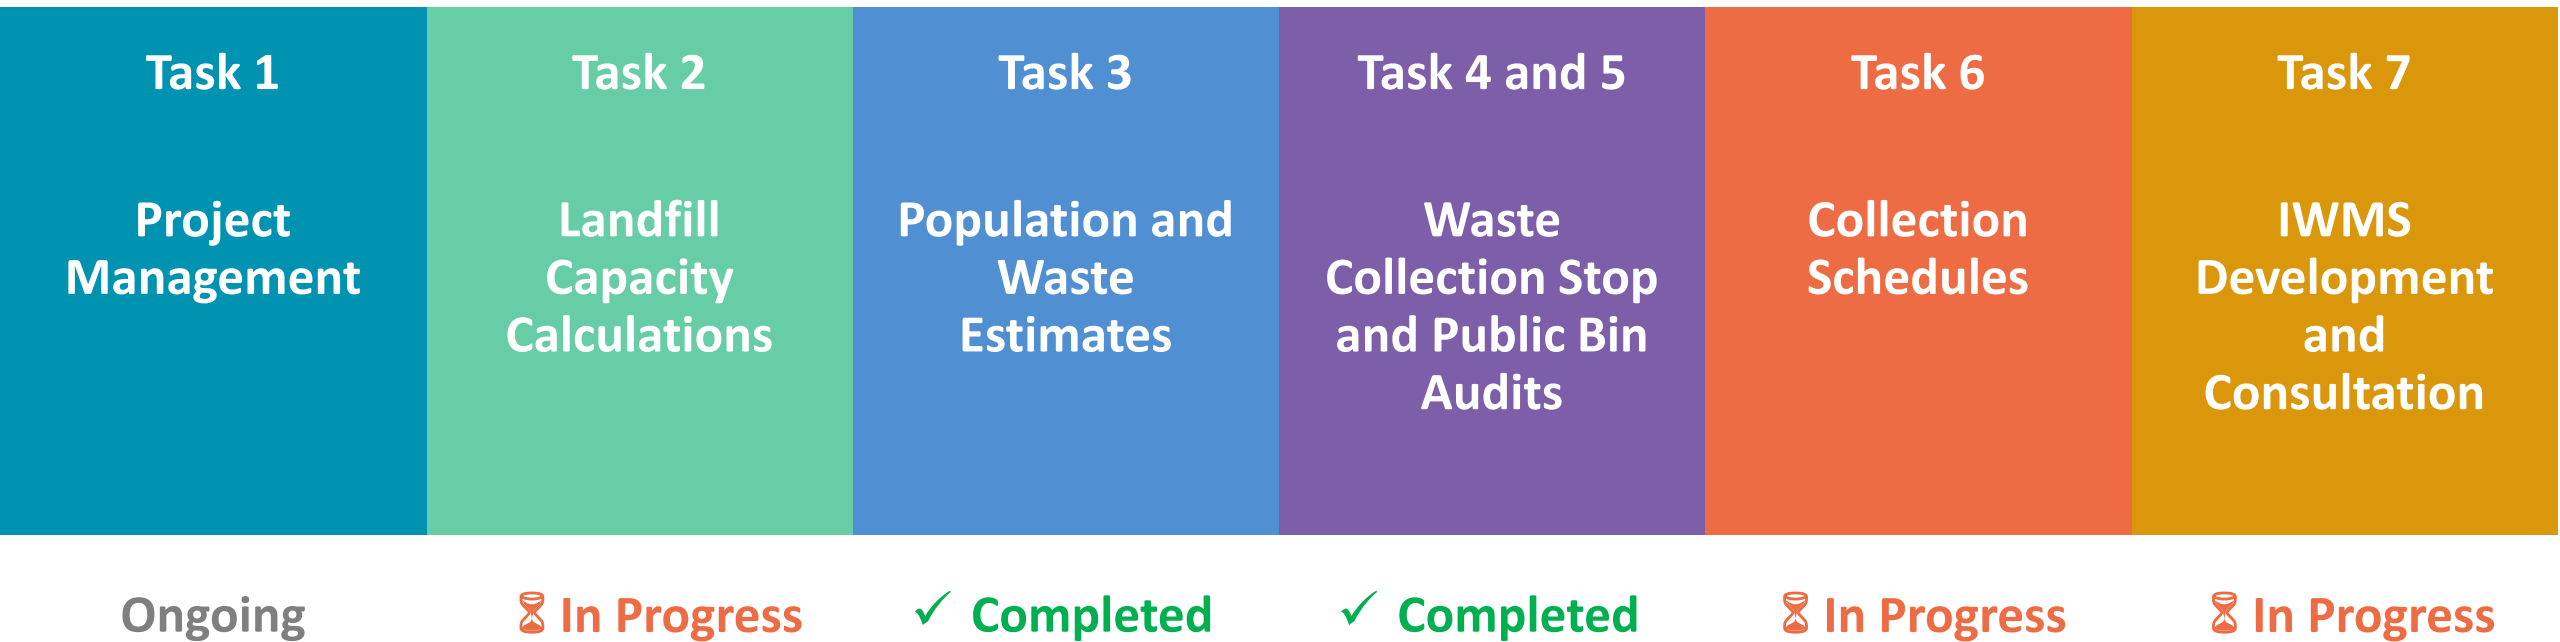 Task 1
Project
Management
Ongoing
Task 2
Landfill
Capacity
Calculations
In Progress
Task 3
Population and
Waste
Estimates
✓ Completed
Task 4 and 5
Waste
Collection Stop
and Public Bin
Audits
✓ Completed
Task 6
Collection
Schedules
In Progress
Task 7
IWMS
Development
and
Consultation
In Progress